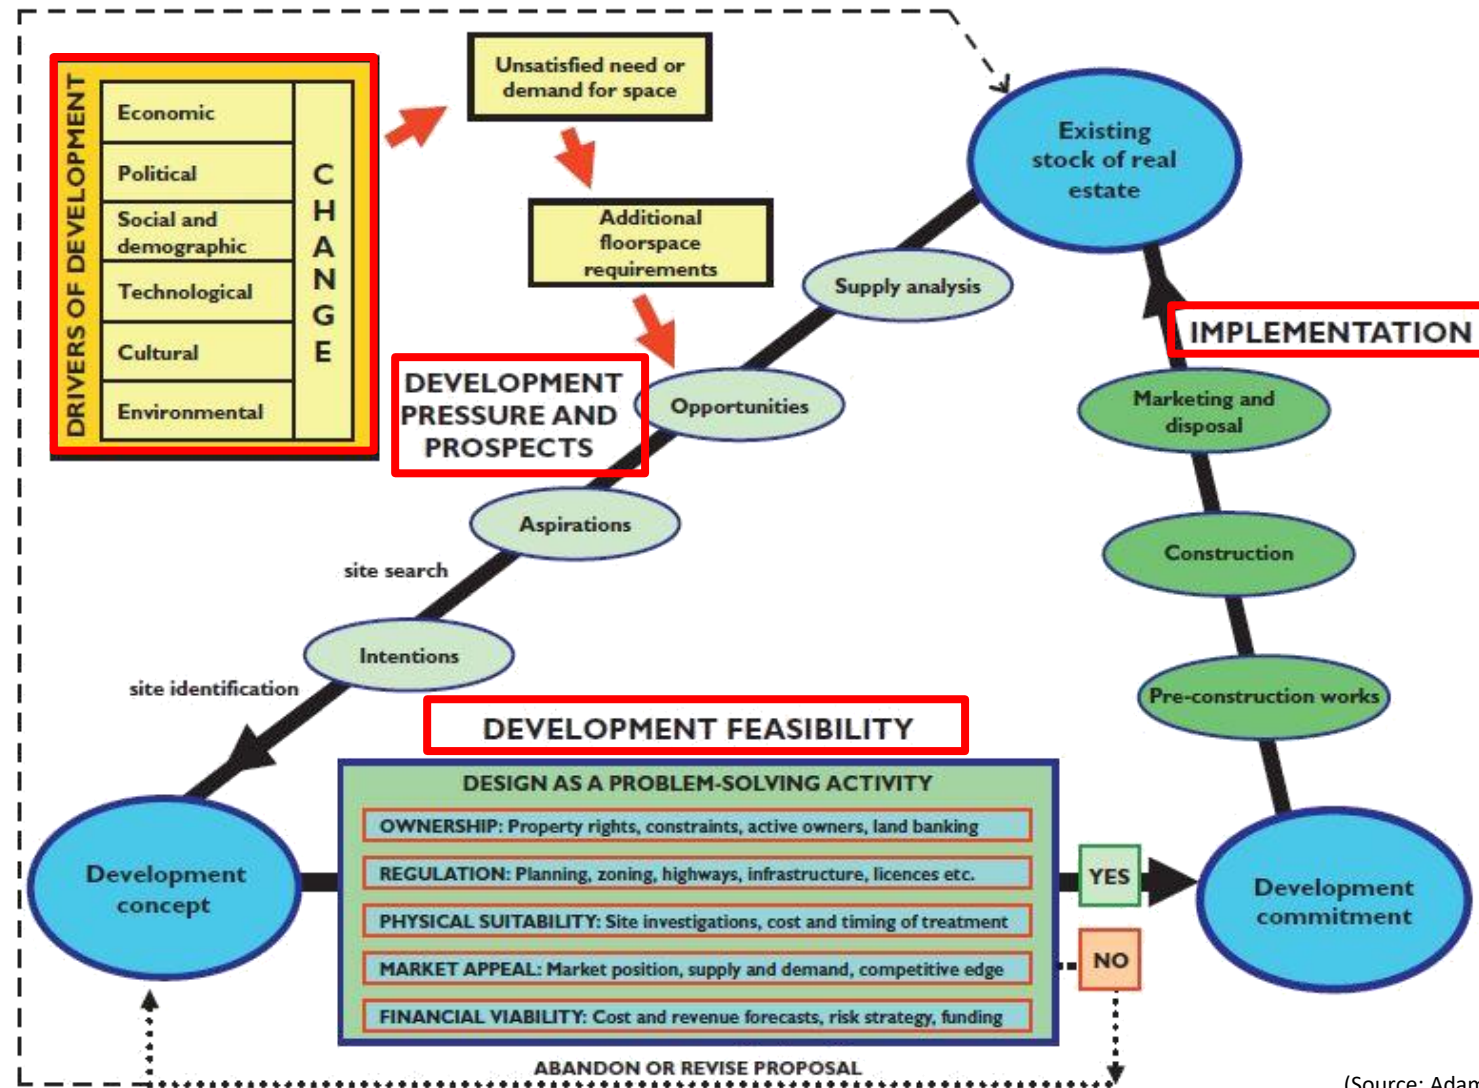 DRIVERS OF DEVELOPMENT
Economic
Political
Social and
demographic
Technological
Cultural
Environmental
CHANGE
Unsatisfied need or
demand for space
Additional
floorspace
requirements
Existing
stock of real
estate
Supply analysis
DEVELOPMENT
PRESSURE AND
PROSPECTS
Opportunities
Aspirations
site search
Intentions
site identification
IMPLEMENTATION
Marketing and
disposal
Construction
Pre-construction works
DEVELOPMENT FEASIBILITY
DESIGN AS A PROBLEM-SOLVING ACTIVITY
OWNERSHIP: Property rights, constraints, active owners, land banking
REGULATION: Planning, zoning, highways, infrastructure, licences etc.
PHYSICAL SUITABILITY: Site investigations, cost and timing of treatment
MARKET APPEAL: Market position, supply and demand, competitive edge
FINANCIAL VIABILITY: Cost and revenue forecasts, risk strategy, funding
Development
concept
YES
NO
Development
commitment
ABANDON OR REVISE PROPOSAL
(Source: Adam